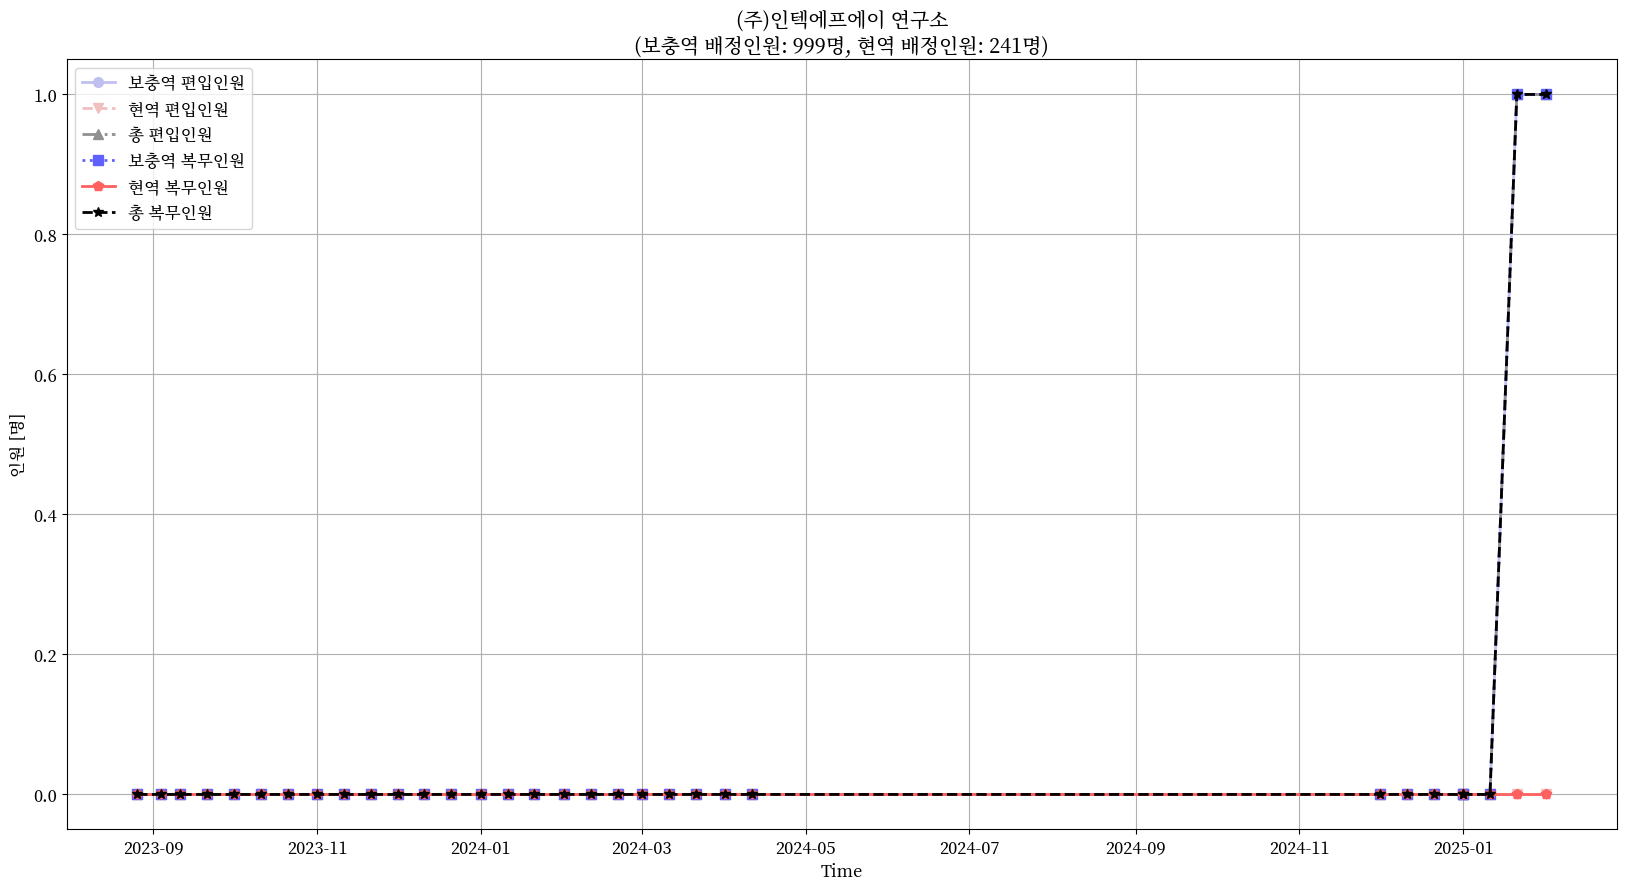 (주)인텍에프에이 연구소
(보충역 배정인원: 999명, 현역 배정인원: 241명)
보충역 편입인원
현역 편입인원
총 편입인원
보충역 복무인원
현역 복무인원
총 복무인원
1.0
0.8
0.6
0.4
0.2
0.0
인원 [명]
2023-09
2023-11
2024-01
2024-03
2024-05
2024-07
2024-09
2024-11
2025-01
Time